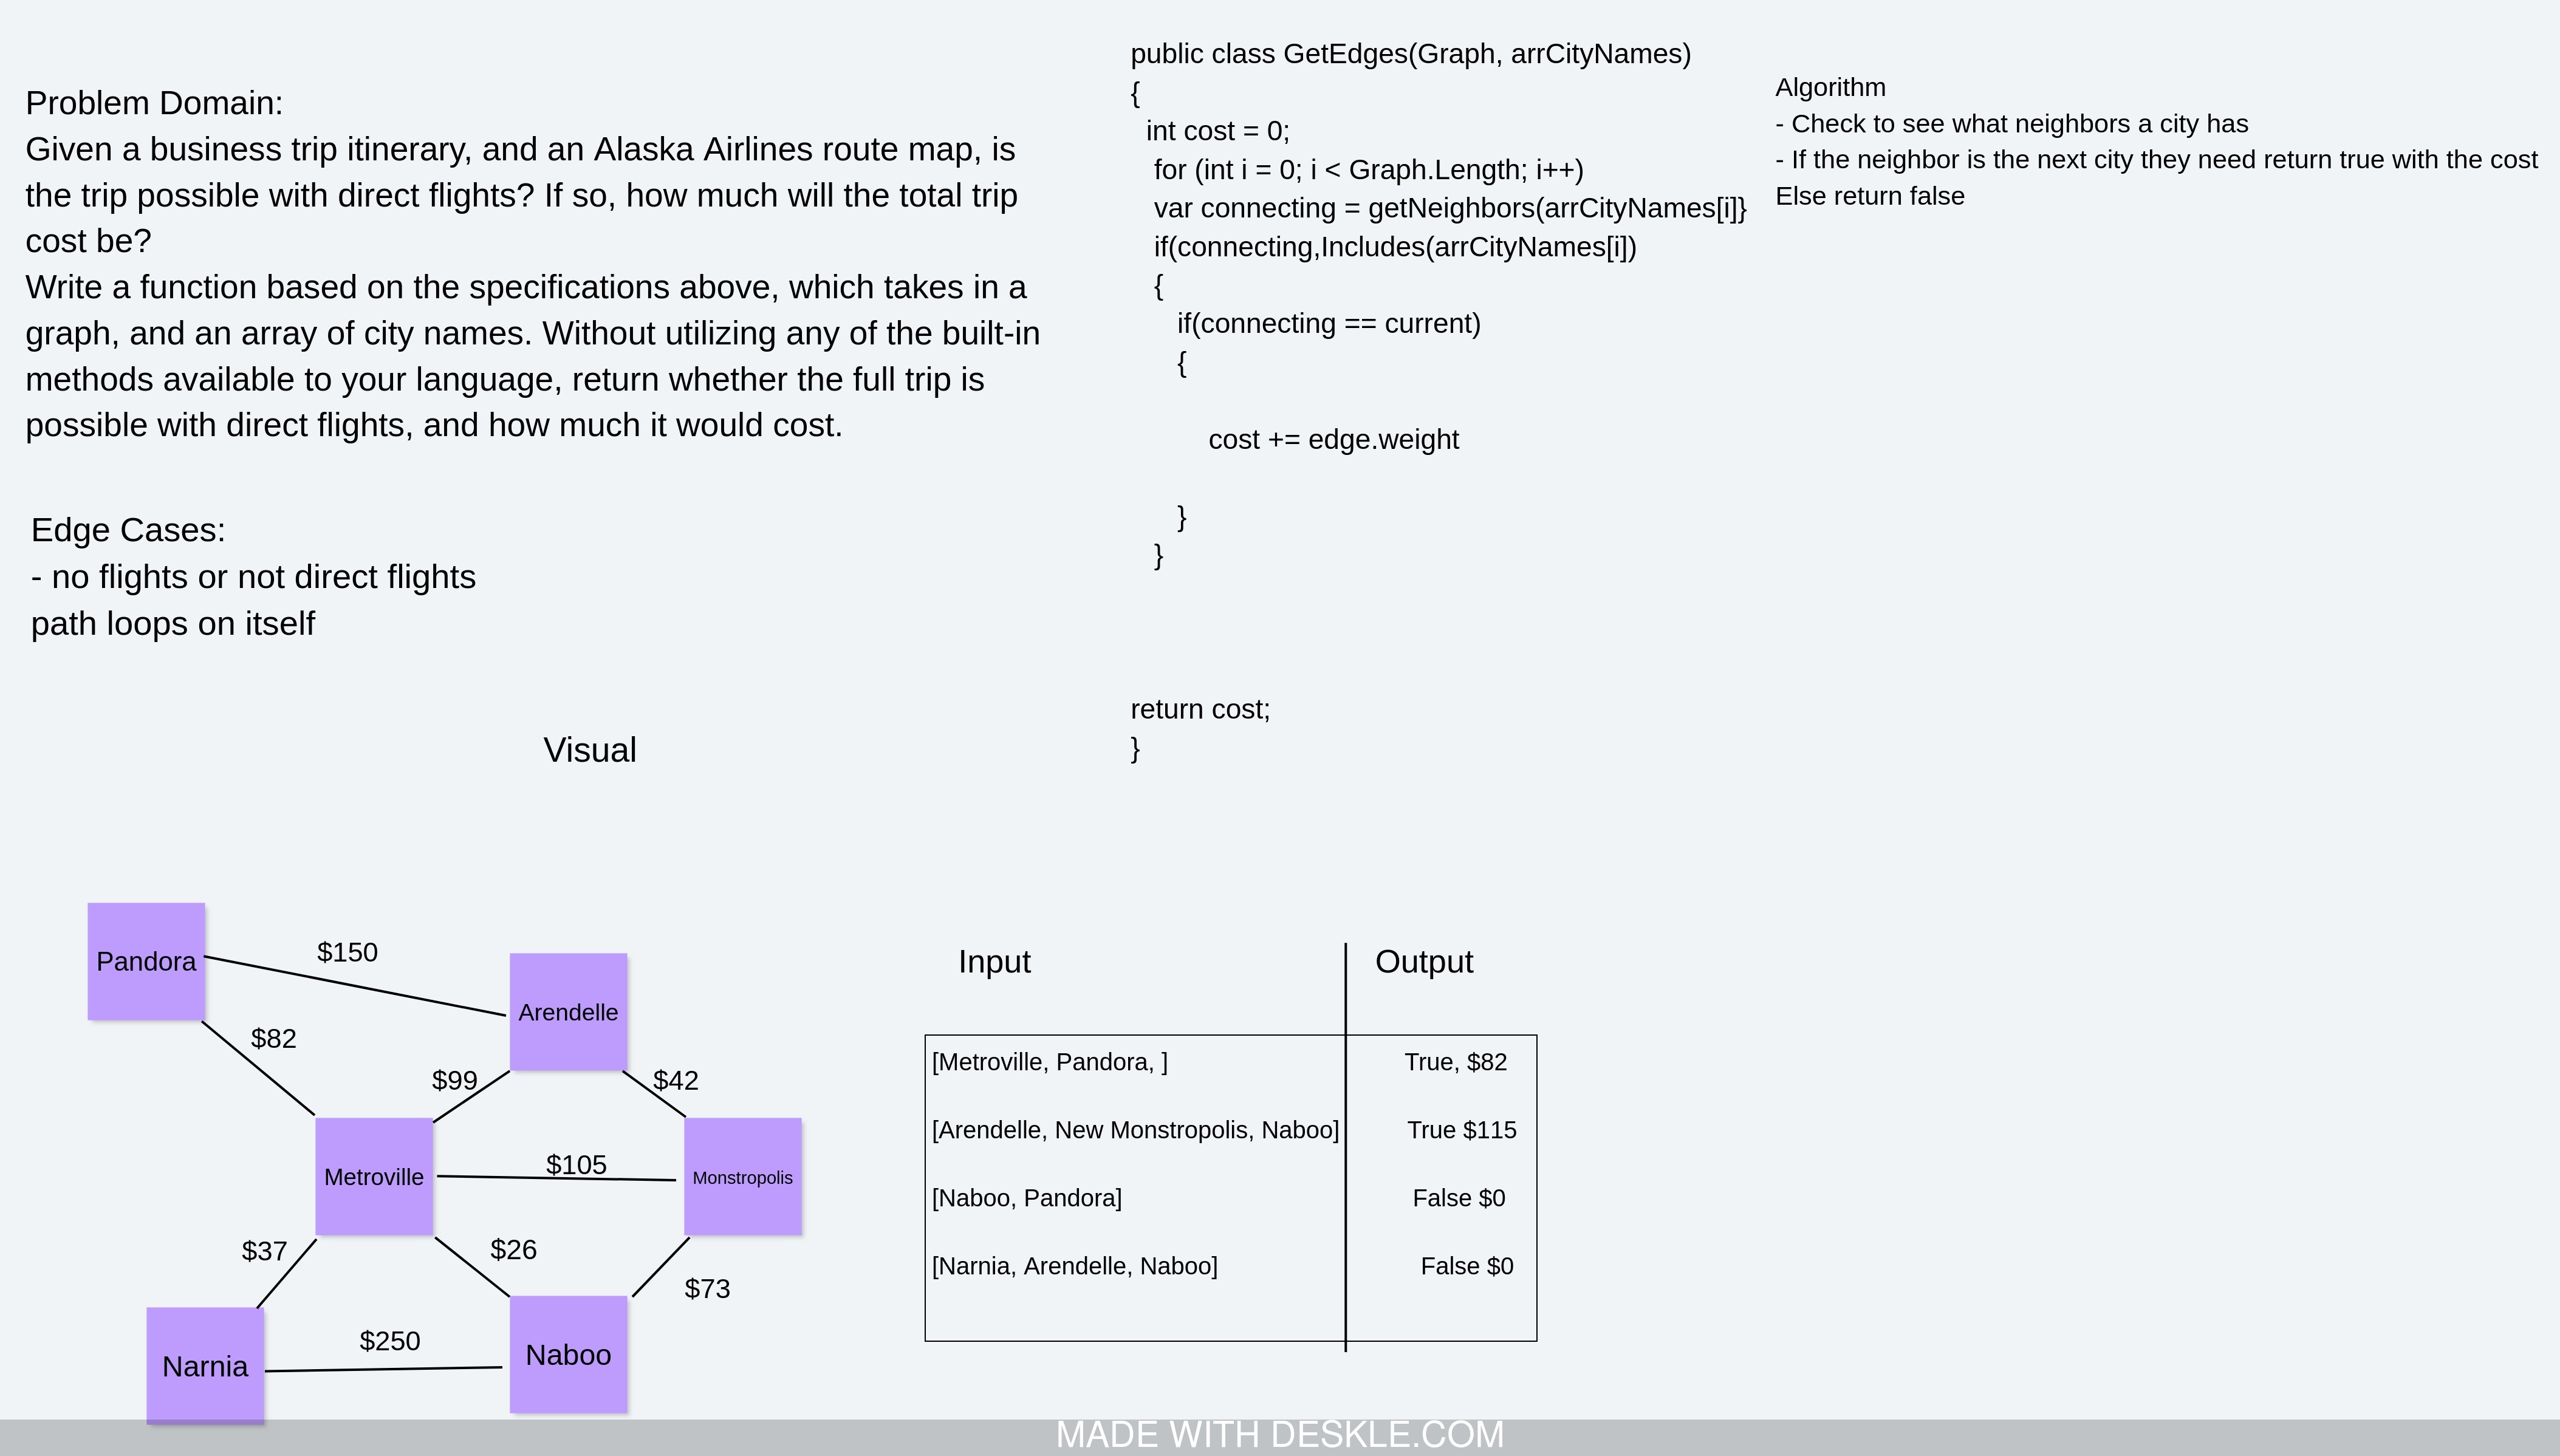 Problem Domain:
Given a business trip itinerary, and an Alaska Airlines route map, is
the trip possible with direct flights? If so, how much will the total trip
cost be?
Write a function based on the specifications above, which takes in a
graph, and an array of city names. Without utilizing any of the built-in
methods available to your language, return whether the full trip is
possible with direct flights, and how much it would cost.
Edge Cases:
- no flights or not direct flights
path loops on itself
public class GetEdges(Graph, arrCityNames)
{
int cost = 0;
for (int i = 0; i < Graph.Length; i++)
var connecting = getNeighbors(arrCityNames[i]}
if(connecting,Includes(arrCityNames[i])
{
if(connecting == current)
{
cost += edge.weight
}
}
return cost;
}
Algorithm
- Check to see what neighbors a city has
- If the neighbor is the next city they need return true with the cost
Else return false
Visual
Pandora
$150
Arendelle
$82
$99
$42
Metroville
$105
Monstropolis
$37
$26
$73
Narnia
$250
Naboo
Input
Output
[Metroville, Pandora, ]
True, $82
[Arendelle, New Monstropolis, Naboo]
True $115
[Naboo, Pandora]
False $0
[Narnia, Arendelle, Naboo]
False $0
MADE WITH DESKLE.COM